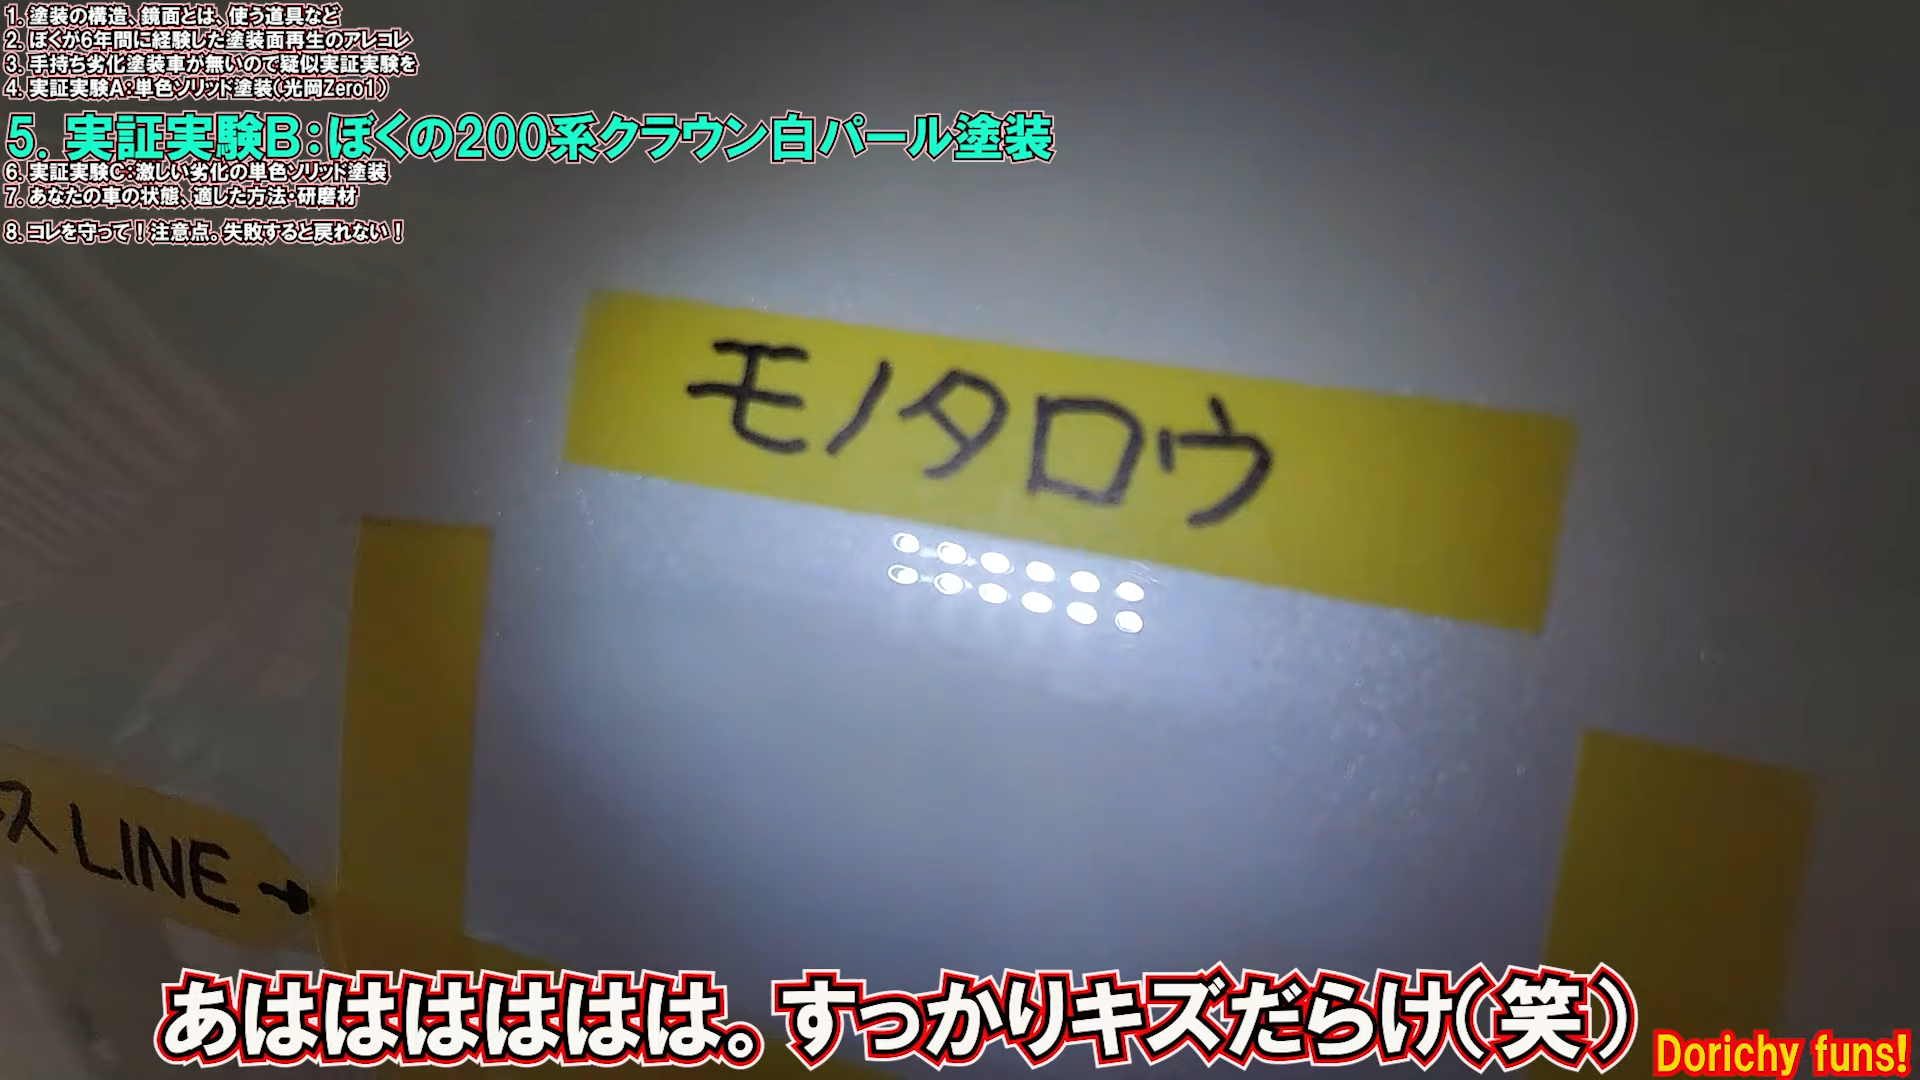 1. 塗装の構造、鏡面とは、使う道具など
2. ぼくが6年間に経験した塗装面再生のアレコレ
3. 手持ち劣化塗装車が無いので疑似実証実験を
4. 実証実験A:単色ソリッド塗装(光岡Zero1)
5. 実証実験B:ぼくの200系クラウン白パール塗装
6. 実証実験C:激しい劣化の単色ソリッド塗装
7. あなたの車の状態、適した方法・研磨材
8. コレを守って!注意点。失敗すると戻れない!
モノタロウ
ス LINE →
あはははははは。すっかりキズだらけ(笑)
Dorichy funs!